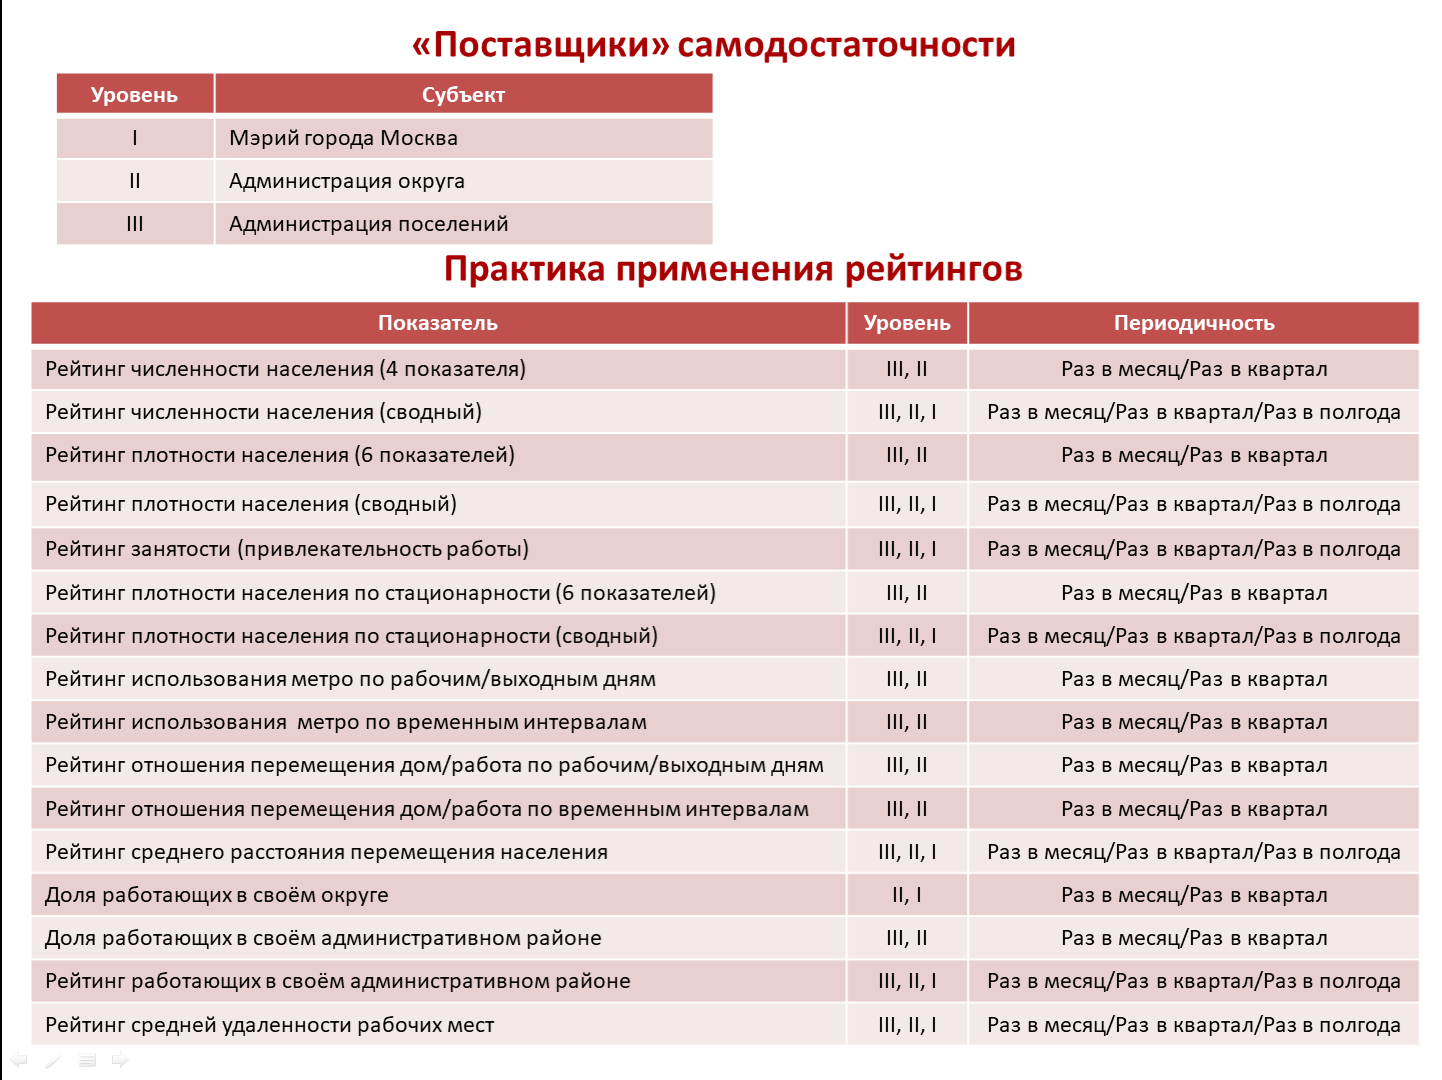 «Поставщики» самодостаточности
Уровень Субъект
I Мэрий города Москва
II Администрация округа
III Администрация поселений
Практика применения рейтингов
Показатель Уровень Периодичность
Рейтинг численности населения (4 показателя) III, II Раз в месяц/Раз в квартал
Рейтинг численности населения (сводный) III, II, I Раз в месяц/Раз в квартал/Раз в полгода
Рейтинг плотности населения (6 показателей) III, II Раз в месяц/Раз в квартал
Рейтинг плотности населения (сводный) III, II, I Раз в месяц/Раз в квартал/Раз в полгода
Рейтинг занятости (привлекательность работы) III, II, I Раз в месяц/Раз в квартал/Раз в полгода
Рейтинг плотности населения по стационарности (6 показателей) III, II Раз в месяц/Раз в квартал
Рейтинг плотности населения по стационарности (сводный) III, II, I Раз в месяц/Раз в квартал/Раз в полгода
Рейтинг использования метро по рабочим/выходным дням III, II Раз в месяц/Раз в квартал
Рейтинг использования  метро по временным интервалам III, II Раз в месяц/Раз в квартал
Рейтинг отношения перемещения дом/работа по рабочим/выходным дням III, II Раз в месяц/Раз в квартал
Рейтинг отношения перемещения дом/работа по временным интервалам III, II Раз в месяц/Раз в квартал
Рейтинг среднего расстояния перемещения населения III, II, I Раз в месяц/Раз в квартал/Раз в полгода
Доля работающих в своём округе II, I Раз в месяц/Раз в квартал
Доля работающих в своём административном районе III, II Раз в месяц/Раз в квартал
Рейтинг работающих в своём административном районе III, II, I Раз в месяц/Раз в квартал/Раз в полгода
Рейтинг средней удаленности рабочих мест III, II, I Раз в месяц/Раз в квартал/Раз в полгода